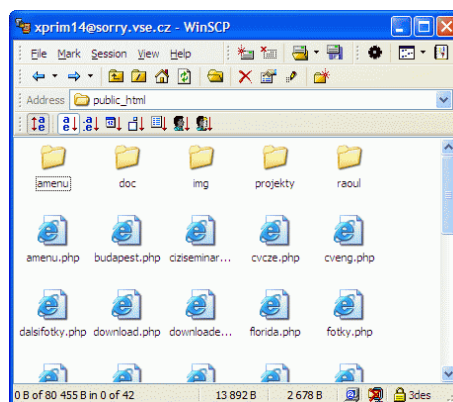 xprim14@sorry.vse.cz - WinSCP
File Mark Session View Help
Address public_html
amenu doc img projekty raoul
amenu.php budapest.php ciziseminar... cvcze.php cveng.php
dalsifotky.php download.php downloade... florida.php fotky.php
0 B of 80 455 B in 0 of 42 13 892 B 2 678 B 3des